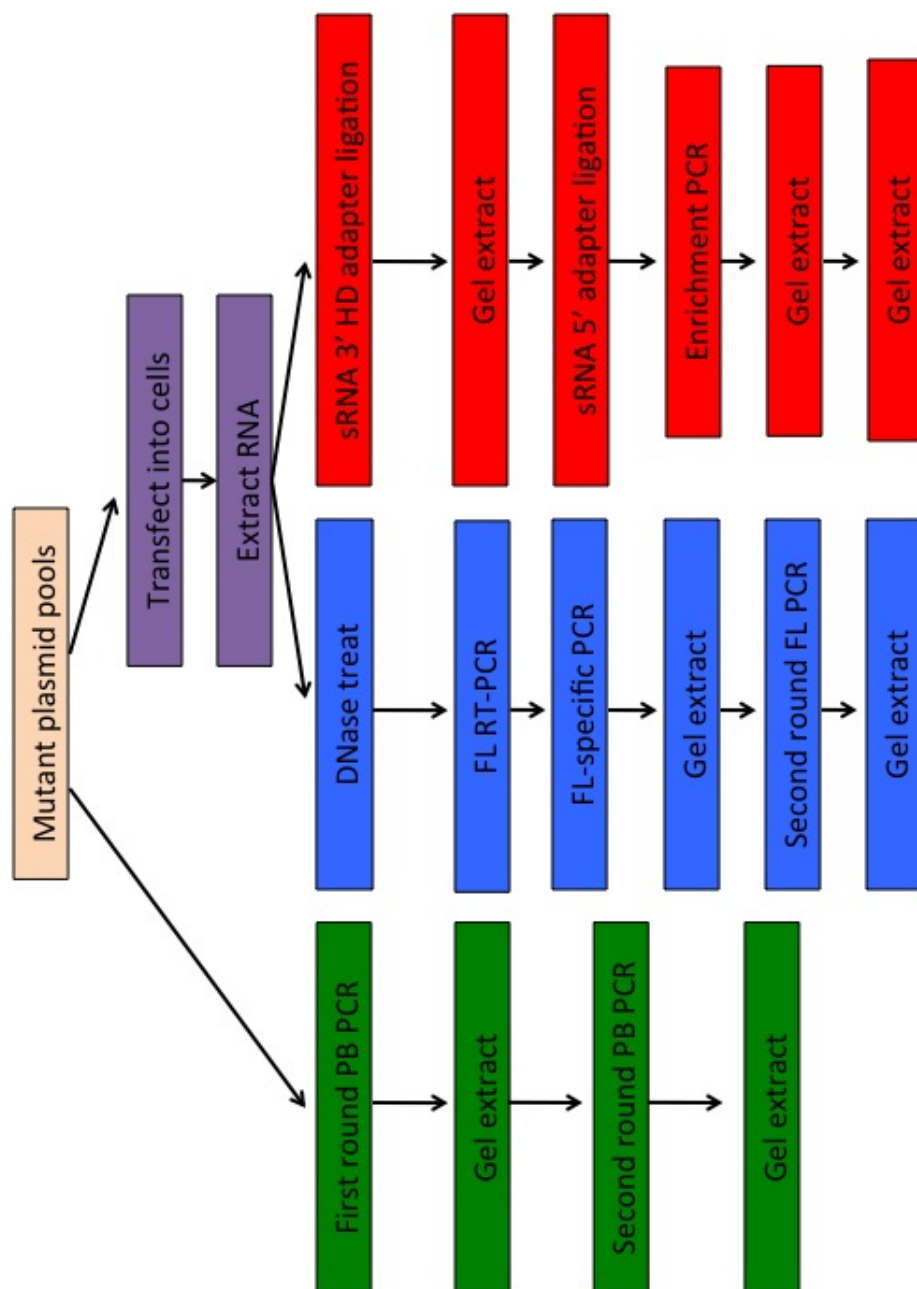 Mutant plasmid pools
Transfect into cells
Extract RNA
First round PB PCR
Gel extract
Second round PB PCR
Gel extract
DNase treat
FL RT-PCR
FL-specific PCR
Gel extract
Second round FL PCR
Gel extract
sRNA 3’ HD adapter ligation
Gel extract
sRNA 5’ adapter ligation
Enrichment PCR
Gel extract
Gel extract